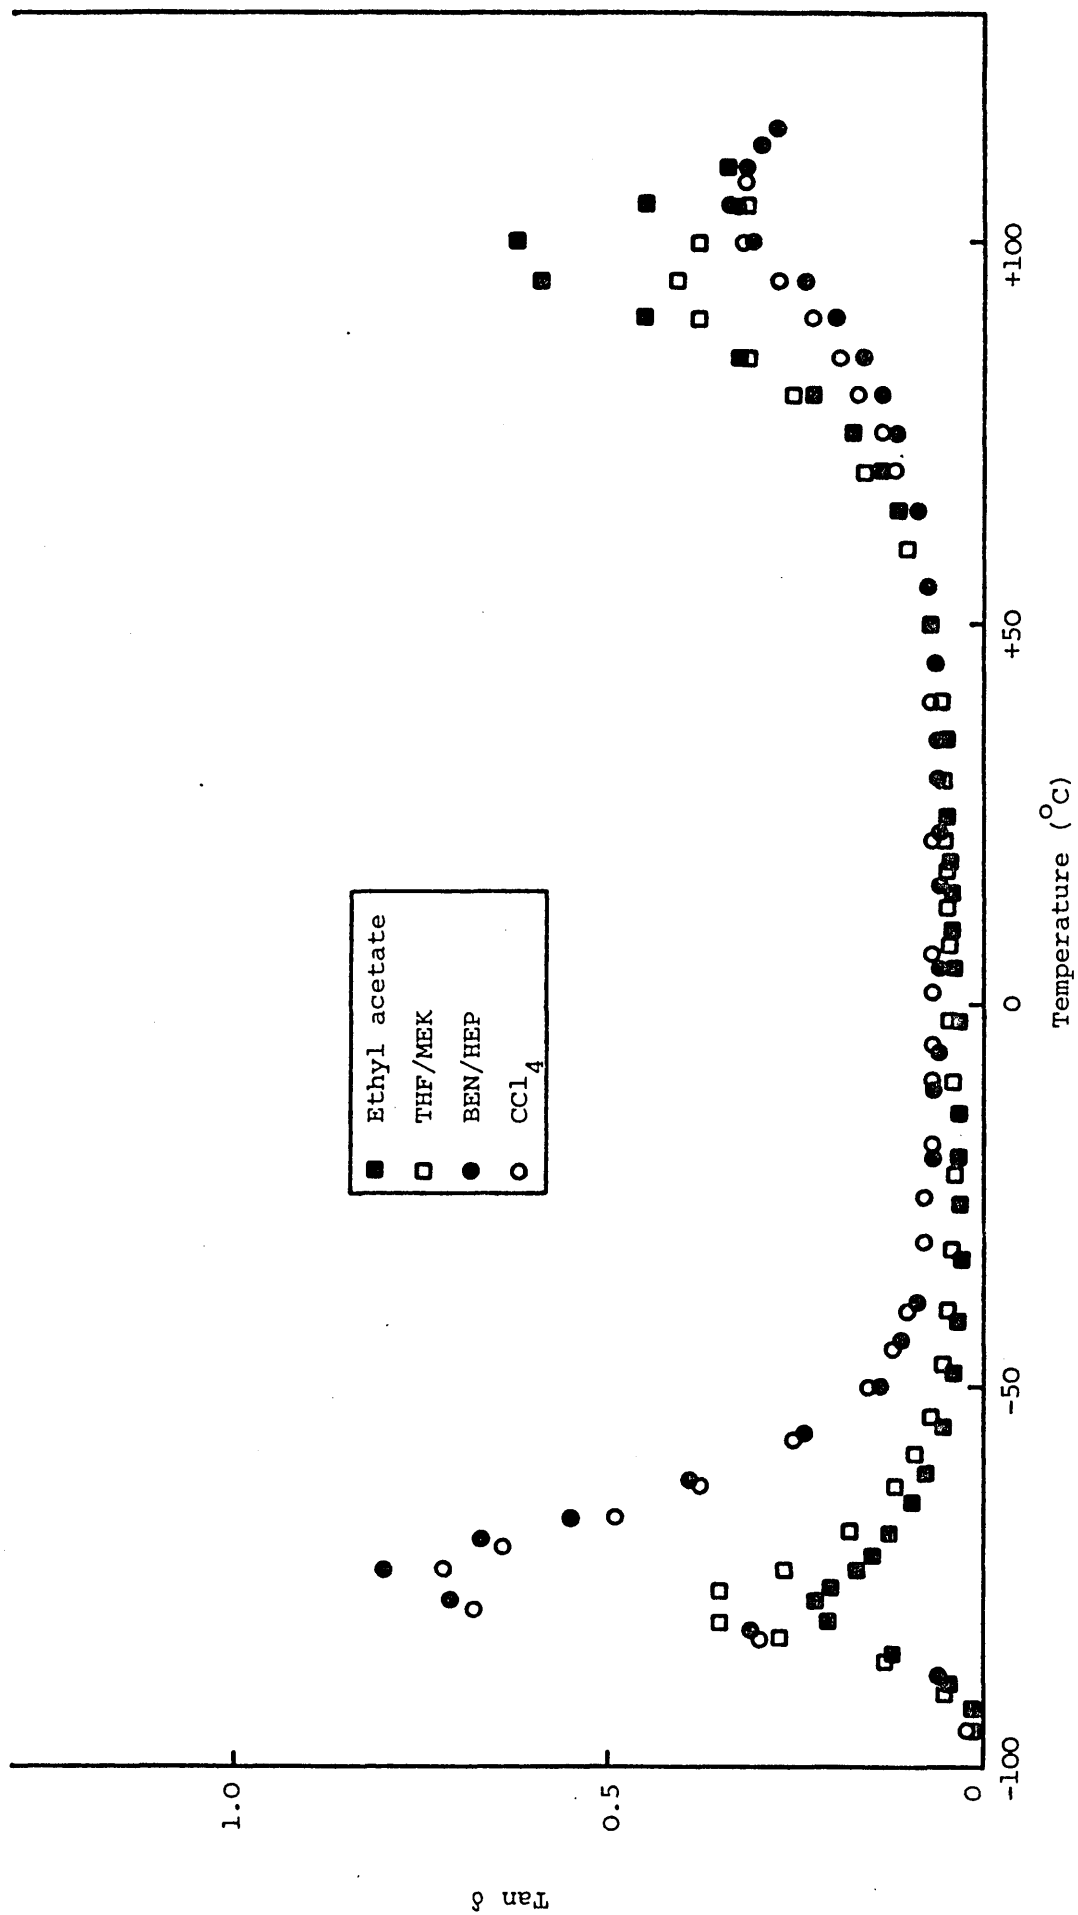 Tan δ
1.0
0.5
0
-100
-50
0
+50
+100
Temperature (°C)
Ethyl acetate
THF/MEK
BEN/HEP
CCl4